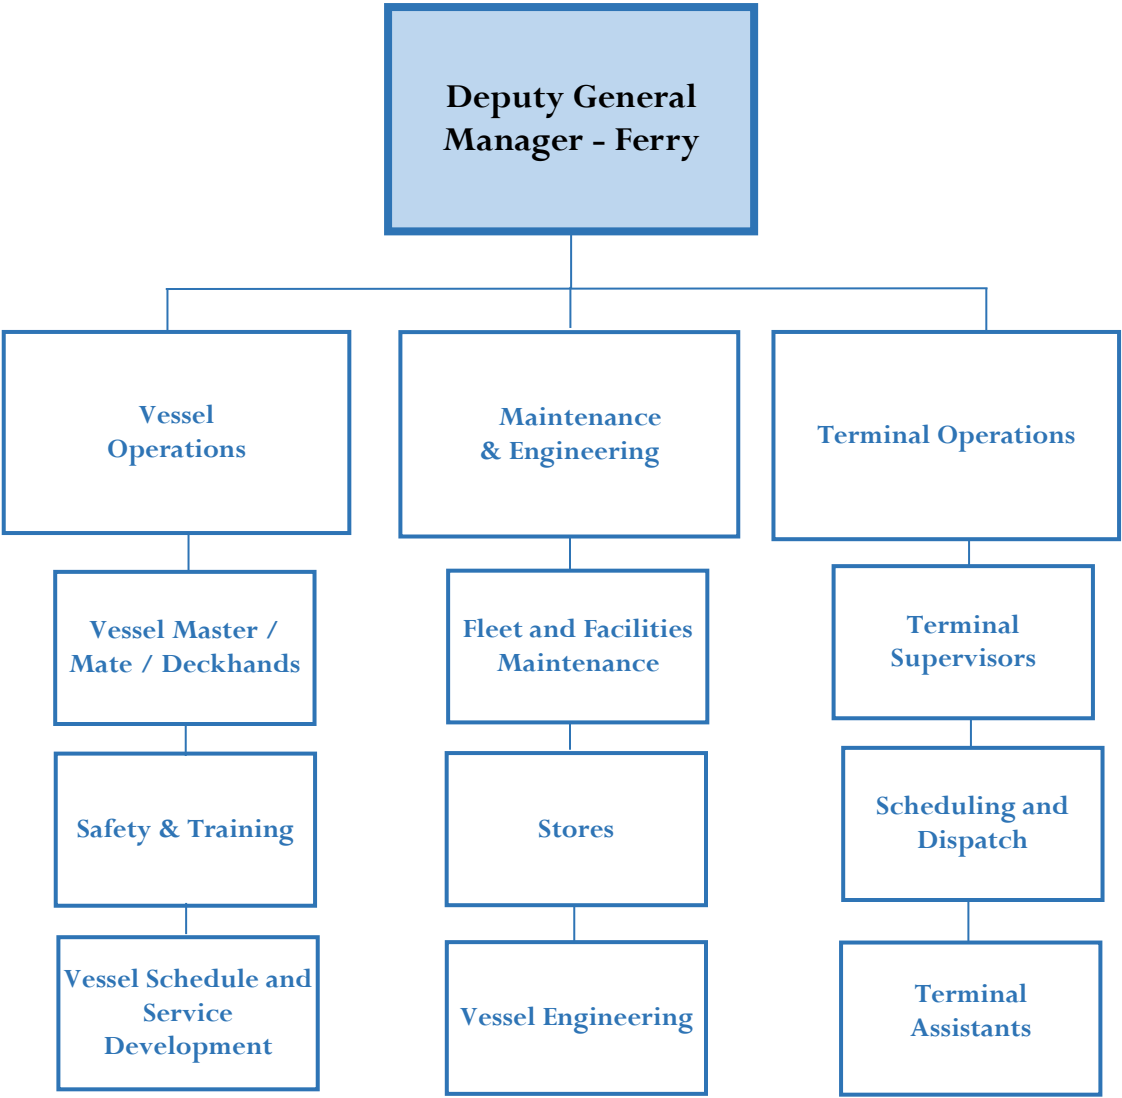 Deputy General
Manager - Ferry
Vessel
Operations
Maintenance
& Engineering
Terminal Operations
Vessel Master /
Mate / Deckhands
Fleet and Facilities
Maintenance
Terminal
Supervisors
Safety & Training
Stores
Scheduling and
Dispatch
Vessel Schedule and
Service
Development
Vessel Engineering
Terminal
Assistants